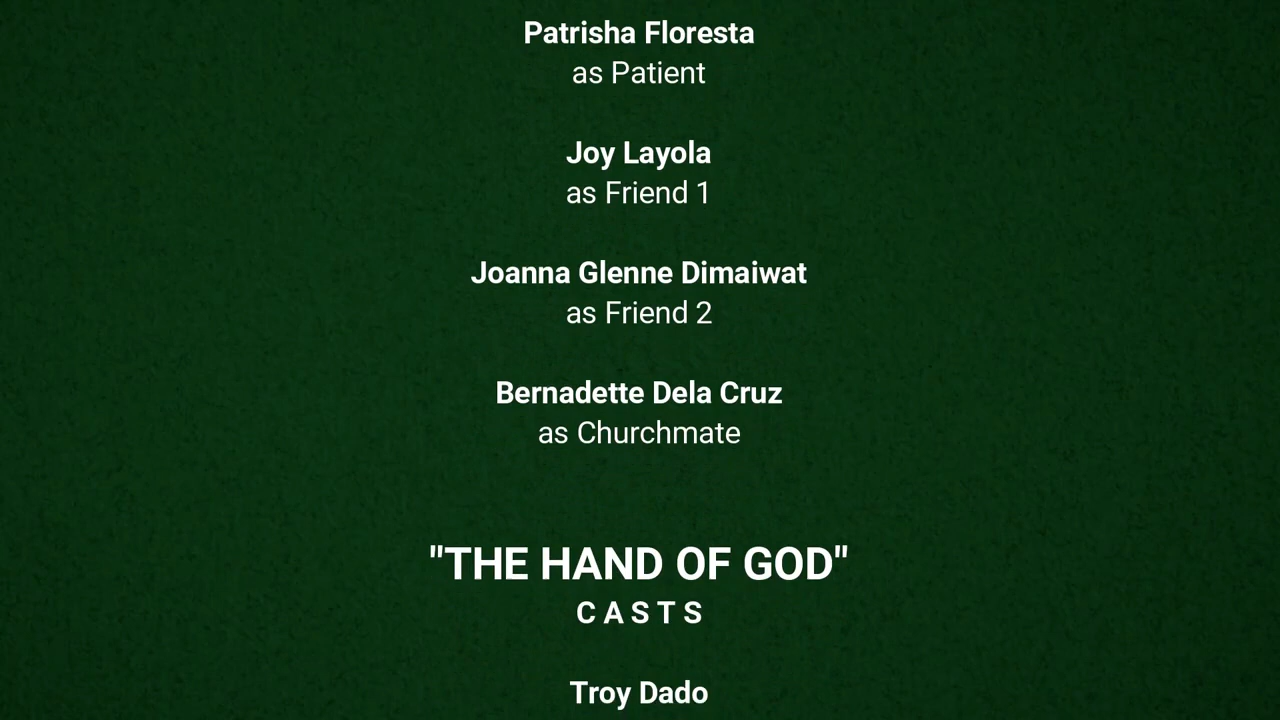 Patrisha Floresta
as Patient
Joy Layola
as Friend 1
Joanna Glenne Dimaiwat
as Friend 2
Bernadette Dela Cruz
as Churchmate
"THE HAND OF GOD"
CASTS
Troy Dado